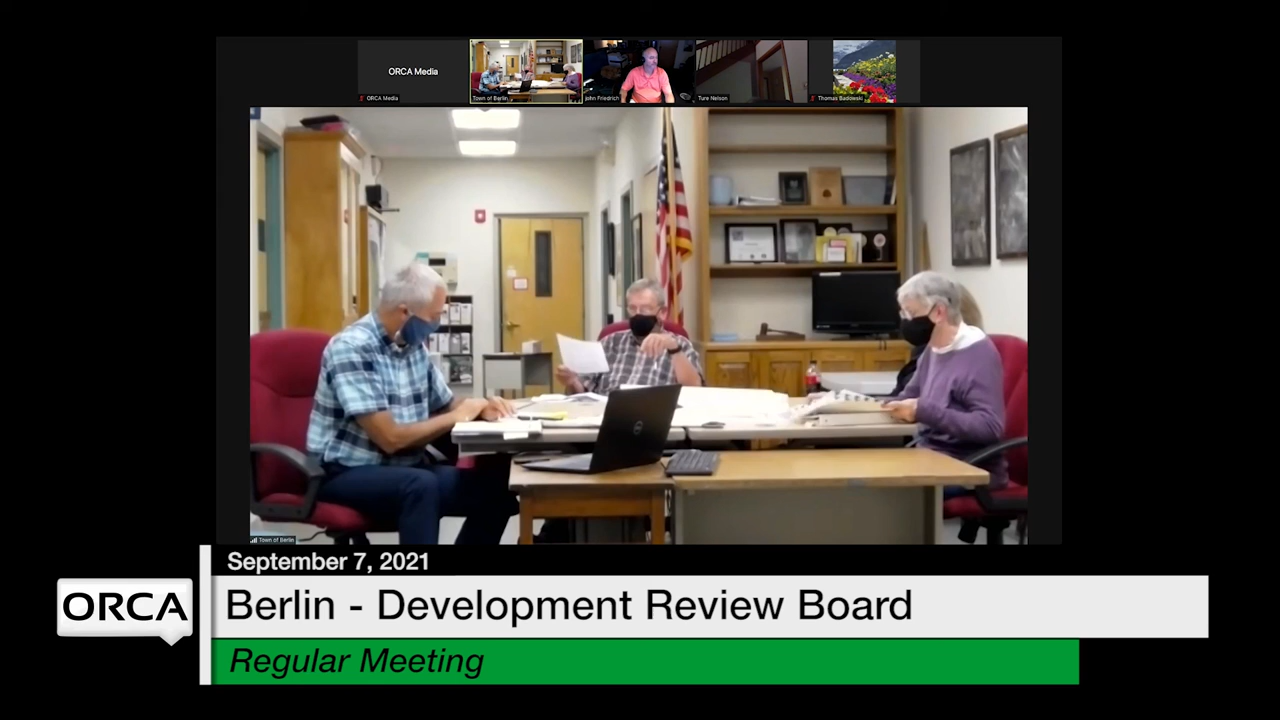 ORCA Media
ORCA Media
Town of Berlin
John Friedrich
Ture Nelson
Thomas Badowski
Town of Berlin
September 7, 2021
ORCA
Berlin - Development Review Board
Regular Meeting